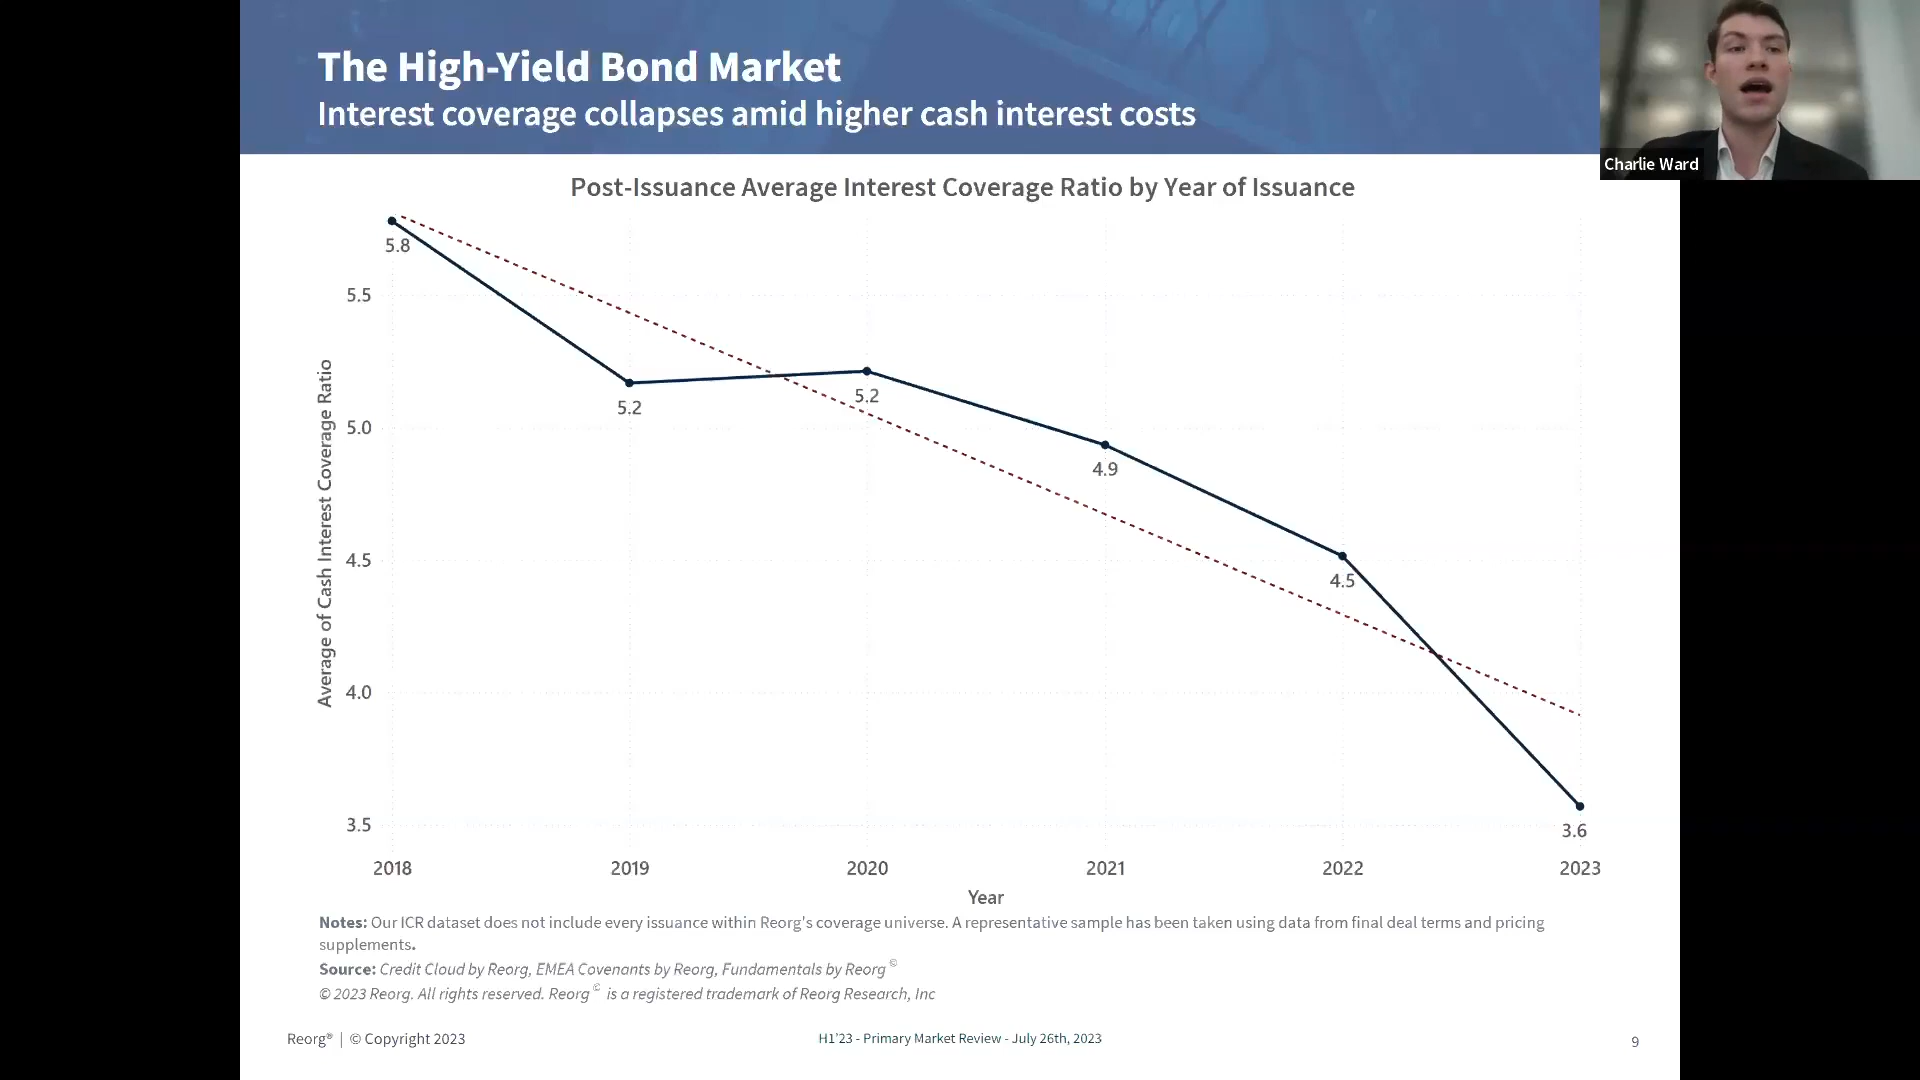 The High-Yield Bond Market
Interest coverage collapses amid higher cash interest costs
Charlie Ward
Post-Issuance Average Interest Coverage Ratio by Year of Issuance
Average of Cash Interest Coverage Ratio
5.5
5.0
4.5
4.0
3.5
5.8
5.2
5.2
4.9
4.5
3.6
2018
2019
2020
2021
2022
2023
Year
Notes: Our ICR dataset does not include every issuance within Reorg's coverage universe. A representative sample has been taken using data from final deal terms and pricing
supplements.
Source: Credit Cloud by Reorg, EMEA Covenants by Reorg, Fundamentals by Reorg ©
© 2023 Reorg. All rights reserved. Reorg © is a registered trademark of Reorg Research, Inc
Reorg® | © Copyright 2023
H1'23 - Primary Market Review - July 26th, 2023
9